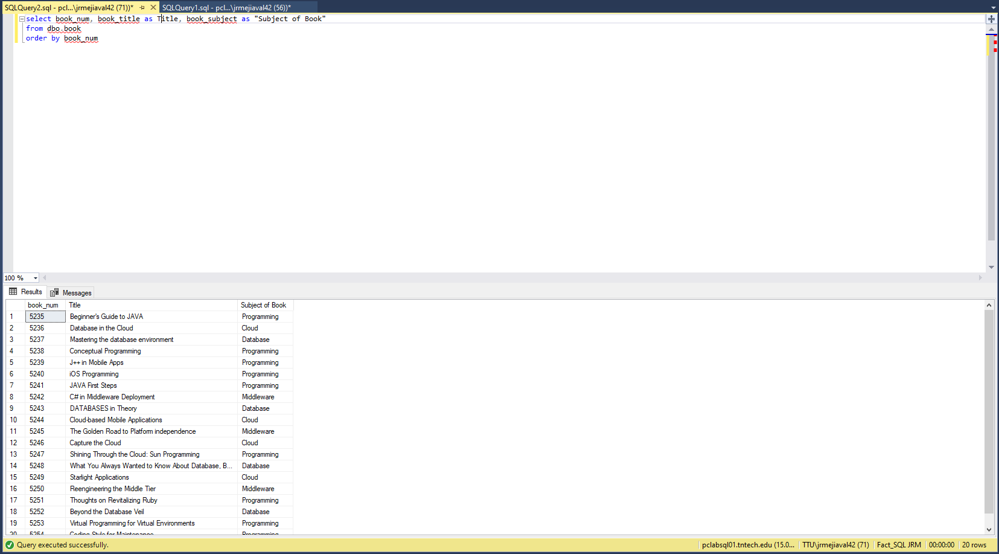 SQLQuery2.sql - pcl...\jrmejiaval42 (71))* SQLQuery1.sql - pcl...\jrmejiaval42 (56))*
select book_num, book_title as Title, book_subject as "Subject of Book"
from dbo.book
order by book_num
100 %
Results Messages
book_num Title Subject of Book
1 5235 Beginner's Guide to JAVA Programming
2 5236 Database in the Cloud Cloud
3 5237 Mastering the database environment Database
4 5238 Conceptual Programming Programming
5 5239 J++ in Mobile Apps Programming
6 5240 iOS Programming Programming
7 5241 JAVA First Steps Programming
8 5242 C# in Middleware Deployment Middleware
9 5243 DATABASES in Theory Database
10 5244 Cloud-based Mobile Applications Cloud
11 5245 The Golden Road to Platform independence Middleware
12 5246 Capture the Cloud Cloud
13 5247 Shining Through the Cloud: Sun Programming Programming
14 5248 What You Always Wanted to Know About Database, B... Database
15 5249 Starlight Applications Cloud
16 5250 Reengineering the Middle Tier Middleware
17 5251 Thoughts on Revitalizing Ruby Programming
18 5252 Beyond the Database Veil Database
19 5253 Virtual Programming for Virtual Environments Programming
20 5254 Coding Style for Maintenance Programming
Query executed successfully. pclabsql01.tntech.edu (15.0... TTU\jrmejiaval42 (71) Fact_SQL JRM 00:00:00 20 rows